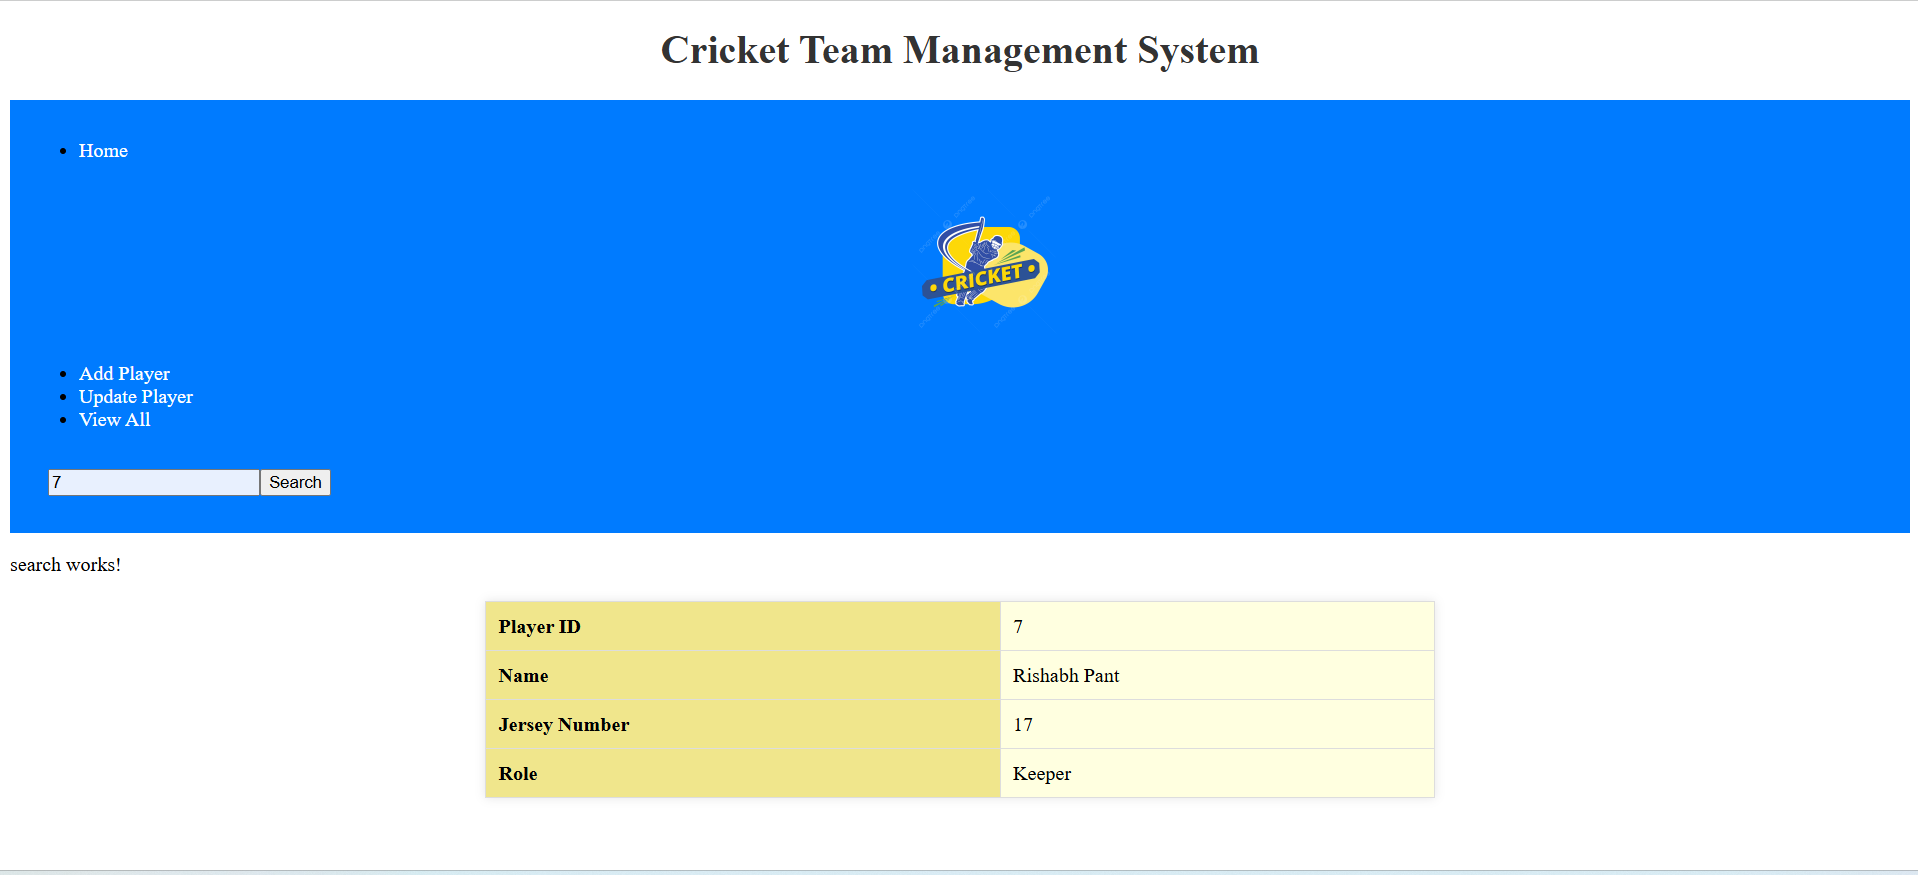 Cricket Team Management System
Home
CRICKET
Add Player
Update Player
View All
7 Search
search works!
Player ID 7
Name Rishabh Pant
Jersey Number 17
Role Keeper